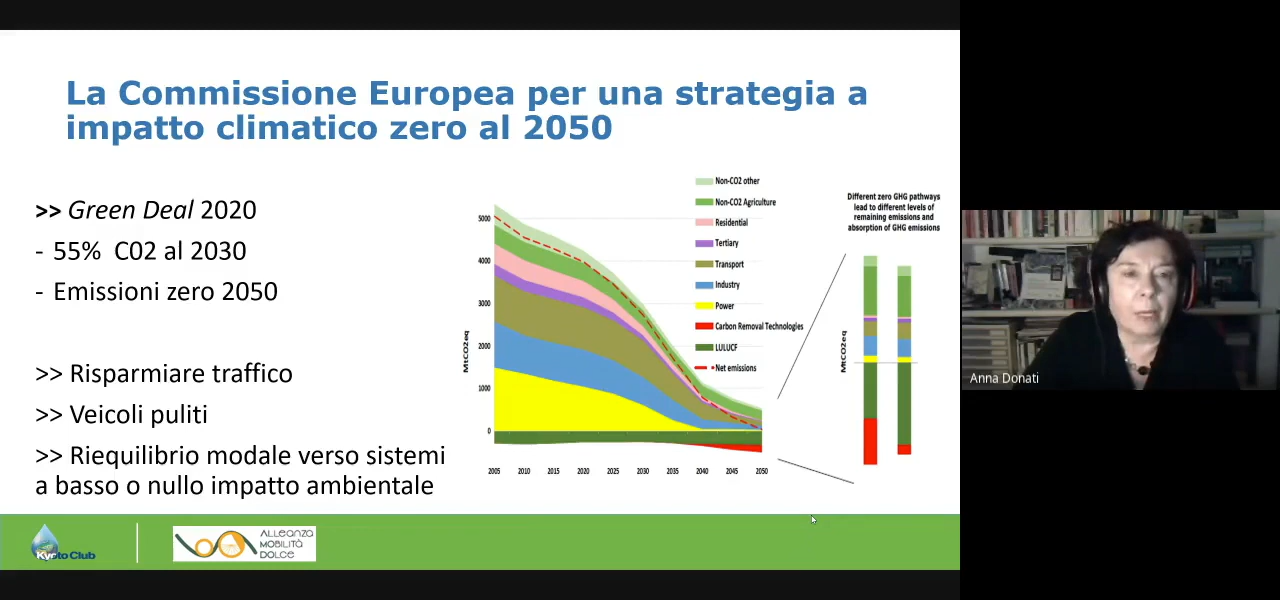 La Commissione Europea per una strategia a
impatto climatico zero al 2050
>> Green Deal 2020
- 55% C02 al 2030
- Emissioni zero 2050
>> Risparmiare traffico
>> Veicoli puliti
>> Riequilibrio modale verso sistemi
a basso o nullo impatto ambientale
MtCO2eq
5000
4000
3000
2000
1000
0
2005 2010 2015 2020 2025 2030 2035 2040 2045 2050
Non-CO2 other
Non-CO2 Agriculture
Residential
Tertiary
Transport
Industry
Power
Carbon Removal Technologies
LULUCF
Net emissions
Different zero GHG pathways
lead to different levels of
remaining emissions and
absorption of GHG emissions
MtCO2eq
Kyoto Club
ALLEANZA
MOBILITÀ
DOLCE
Anna Donati